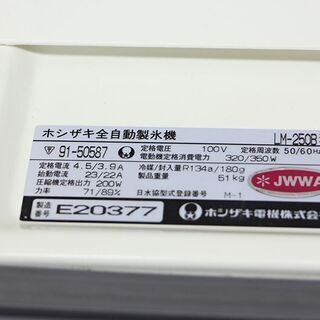 ホシザキ全自動製氷機 LM-250B
91-50587 定格電圧 100V 定格周波数 50/60H
定格電流 4.5/3.9A 電動機定格消費電力 320/350W
始動電流 23/22A 冷媒/封入量 R134a/180g
圧縮機定格出力 200W 製品重量 51kg
力率 71/89% 日水協型式登録番号 M-1
JWWA
製造番号 E20377 ホシザキ電機株式会